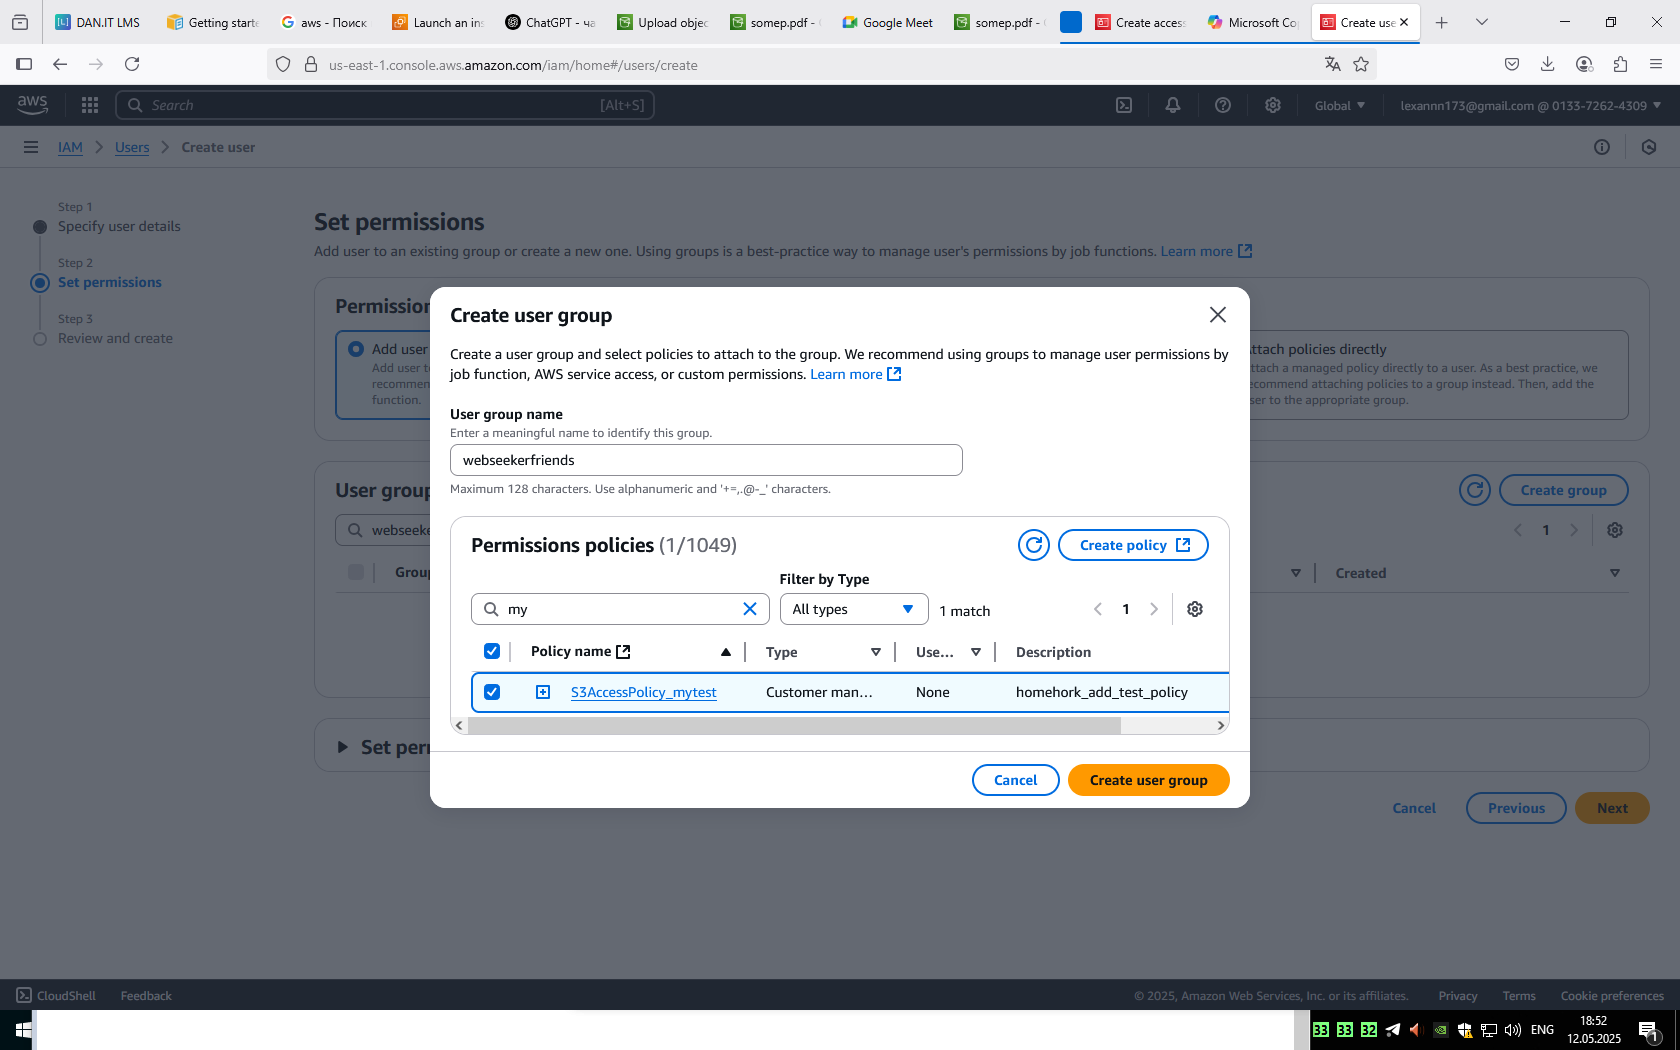 DAN.IT LMS
Getting starte
aws - Поиск
Launch an ins
ChatGPT - ча
Upload objec
somep.pdf -
Google Meet
somep.pdf -
Create access
Microsoft Co
Create use
us-east-1.console.aws.amazon.com/iam/home#/users/create
aws
Search
[Alt+S]
Global
lexannn173@gmail.com @ 0133-7262-4309
IAM
Users
Create user
Step 1
Specify user details
Step 2
Set permissions
Step 3
Review and create
Set permissions
Add user to an existing group or create a new one. Using groups is a best-practice way to manage user's permissions by job functions. Learn more
Permission
Add user
Add user t
recommen
function.
ttach policies directly
ttach a managed policy directly to a user. As a best practice, we
commend attaching policies to a group instead. Then, add the
ser to the appropriate group.
User group
Create group
webseeke
1
Group
Created
Set perm
Cancel
Previous
Next
Create user group
Create a user group and select policies to attach to the group. We recommend using groups to manage user permissions by
job function, AWS service access, or custom permissions. Learn more
User group name
Enter a meaningful name to identify this group.
webseekerfriends
Maximum 128 characters. Use alphanumeric and '+=,.@-_' characters.
Permissions policies (1/1049)
Create policy
Filter by Type
my
All types
1 match
1
Policy name
Type
Use...
Description
S3AccessPolicy_mytest
Customer man...
None
homehork_add_test_policy
Cancel
Create user group
CloudShell
Feedback
© 2025, Amazon Web Services, Inc. or its affiliates.
Privacy
Terms
Cookie preferences
33
33
32
ENG
18:52
12.05.2025
1